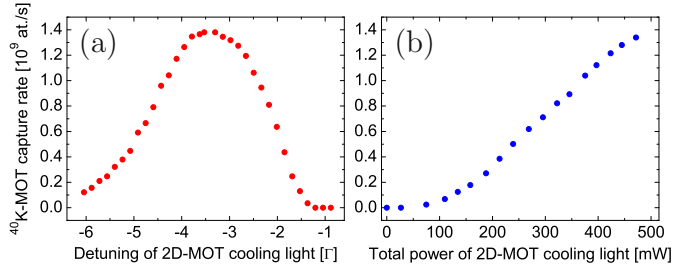 (a)
(b)
⁴⁰K-MOT capture rate [10⁹ at./s]
1.4
1.2
1.0
0.8
0.6
0.4
0.2
0.0
-6 -5 -4 -3 -2 -1
Detuning of 2D-MOT cooling light [Γ]
1.4
1.2
1.0
0.8
0.6
0.4
0.2
0.0
0 100 200 300 400 500
Total power of 2D-MOT cooling light [mW]